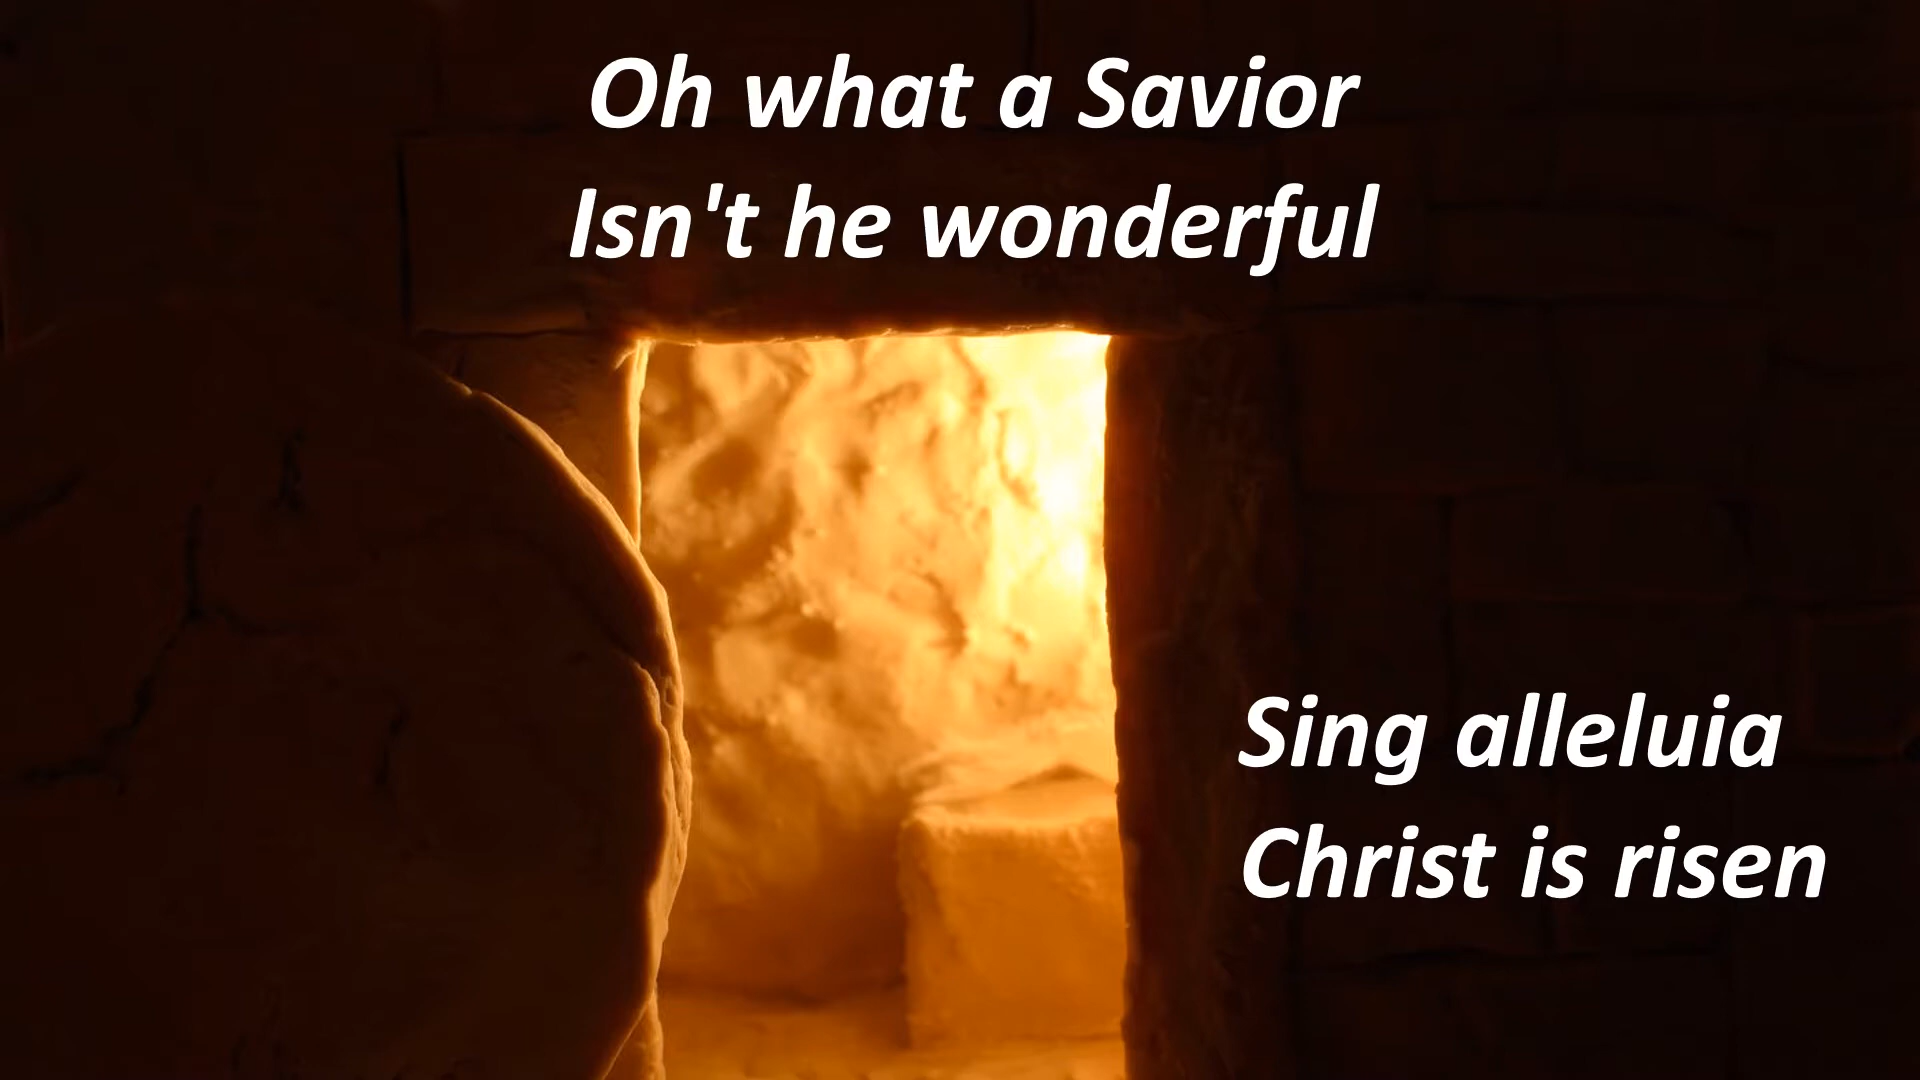 Oh what a Savior
Isn't he wonderful
Sing alleluia
Christ is risen